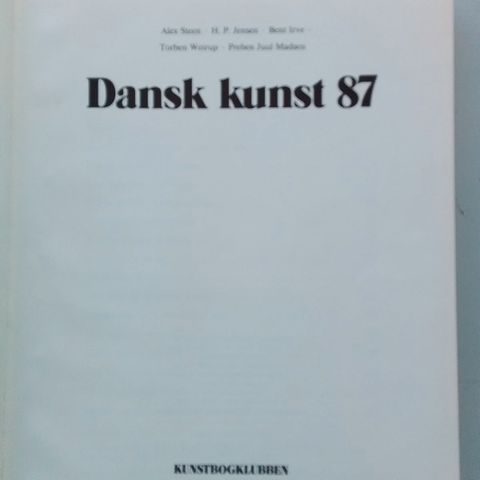 Alex Steen · H. P. Jensen · Bent Irve ·
Torben Weirup · Preben Juul Madsen
Dansk kunst 87
KUNSTBOGKLUBBEN